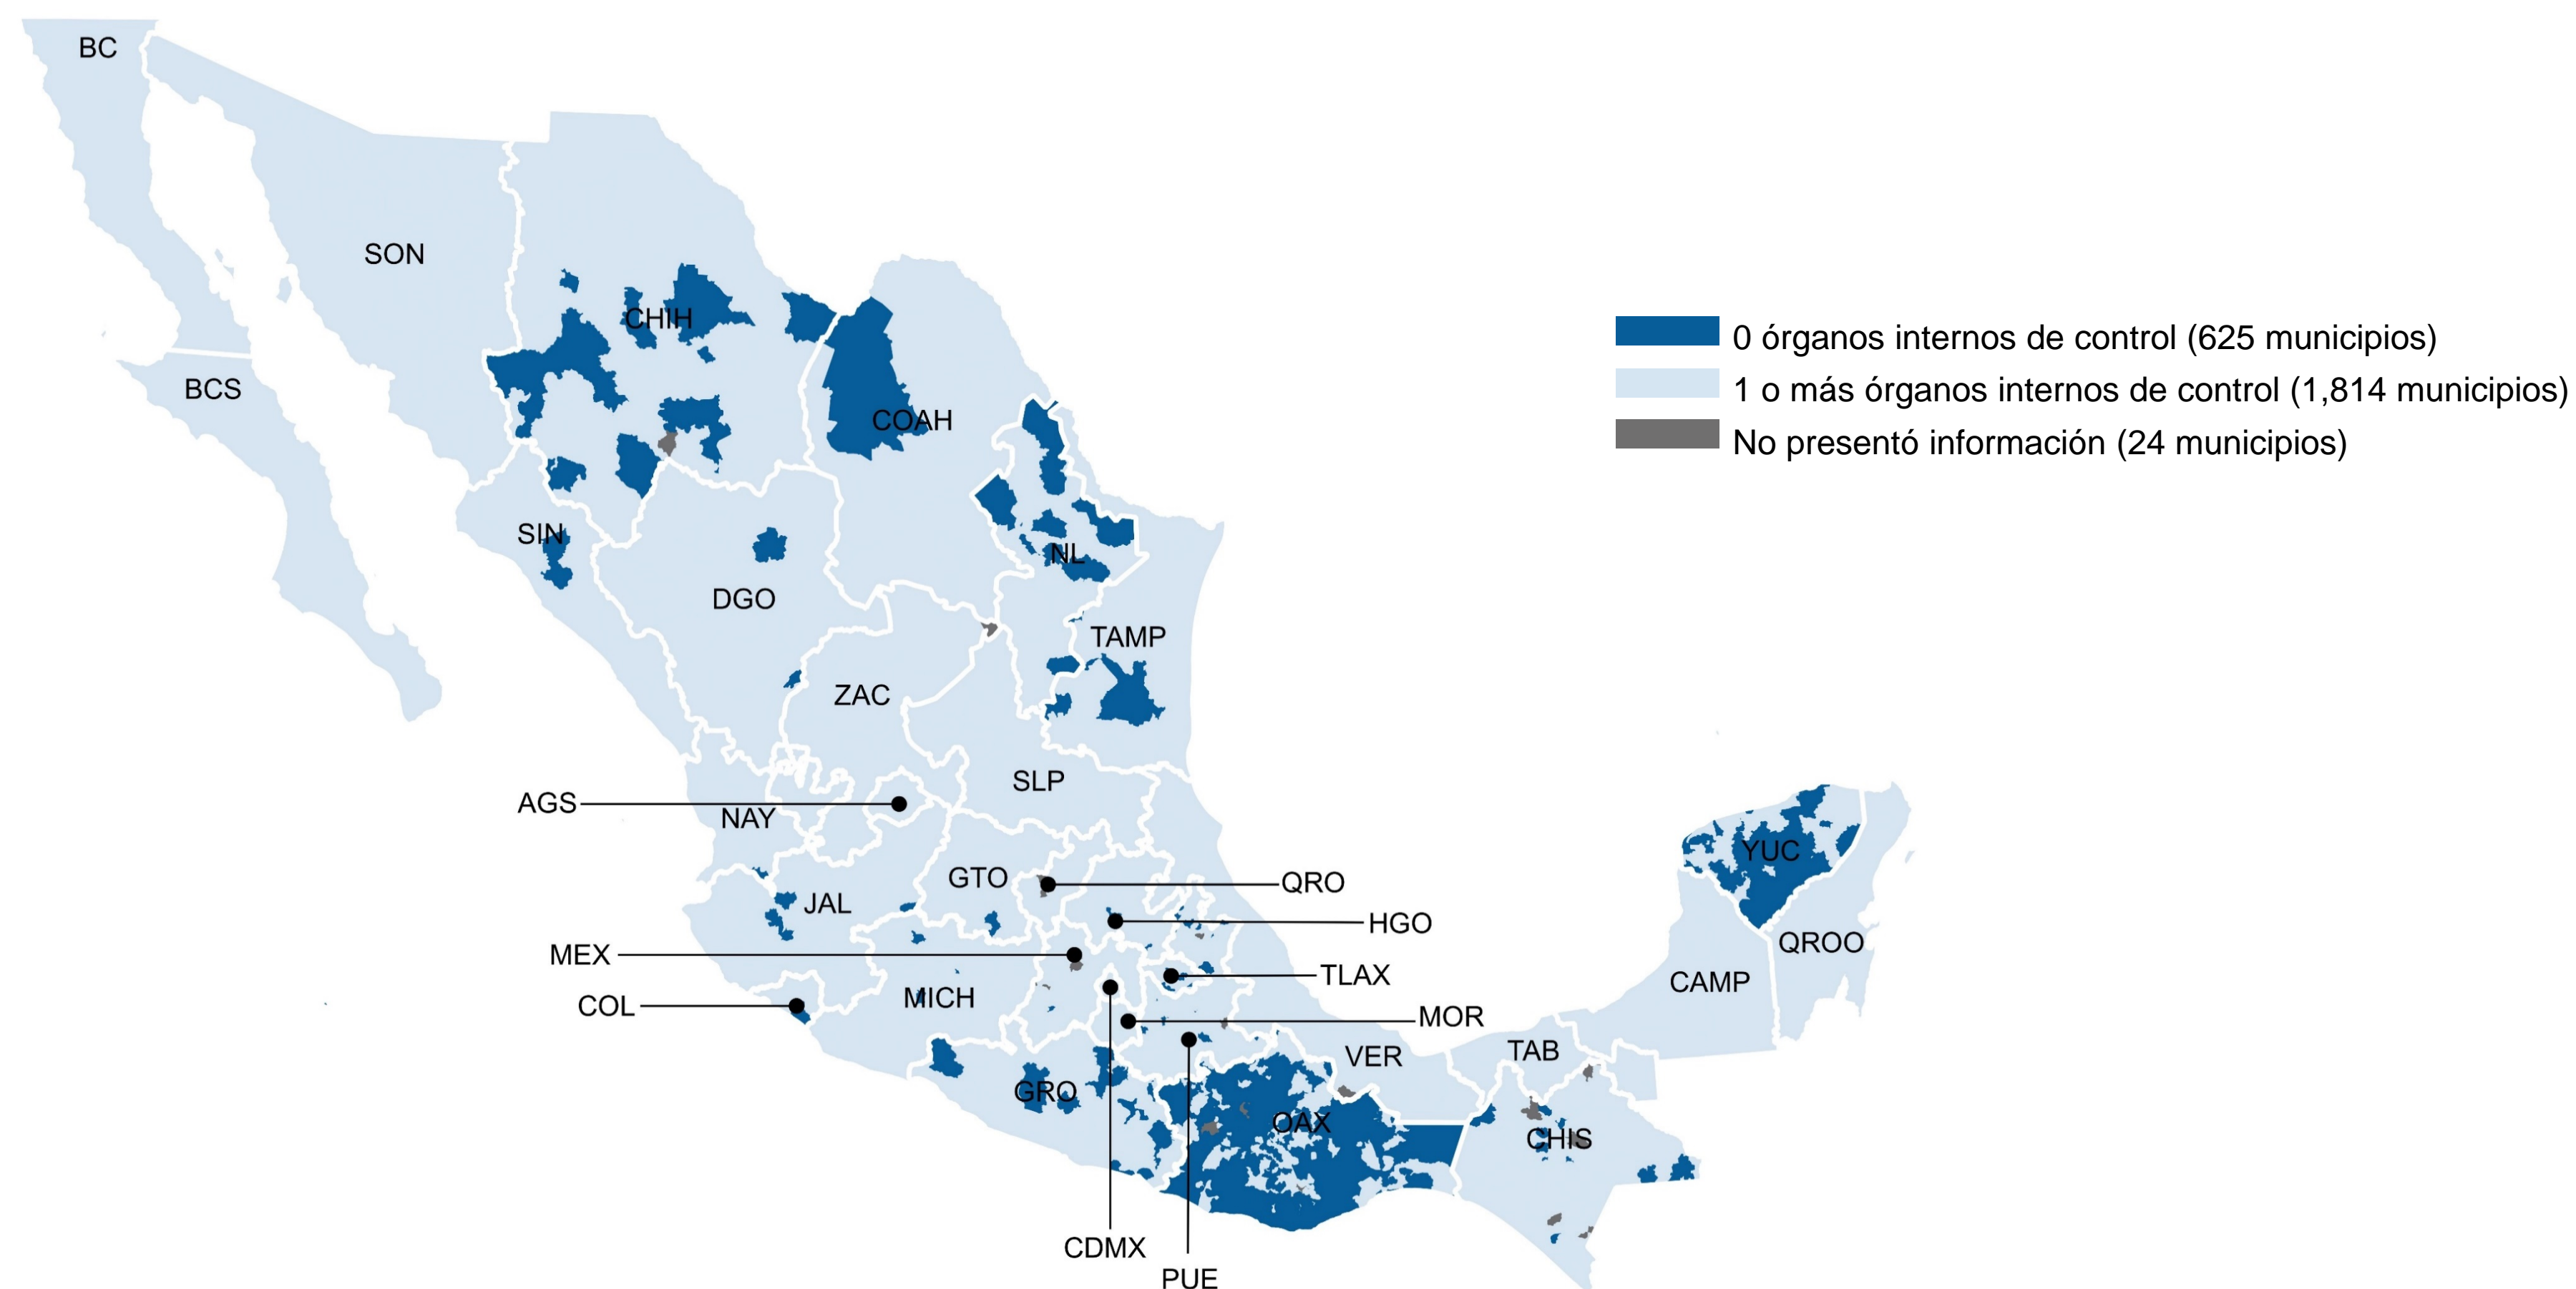 BC
SON
CHIH
0 órganos internos de control (625 municipios)
1 o más órganos internos de control (1,814 municipios)
No presentó información (24 municipios)
BCS
COAH
SIN
NL
DGO
TAMP
ZAC
SLP
AGS
NAY
YUC
GTO
QRO
JAL
HGO
QROO
MEX
TLAX
CAMP
MICH
COL
MOR
VER
TAB
GRO
OAX
CHIS
CDMX
PUE